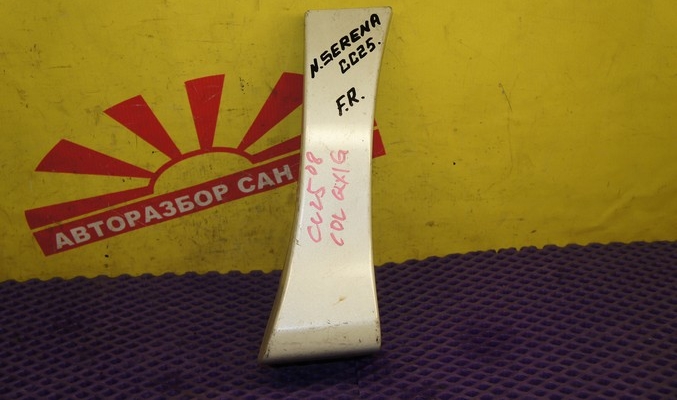 N.SERENA
CC25.
F.R.
CC25 08
COL QX1G
АВТОРАЗБОР САН